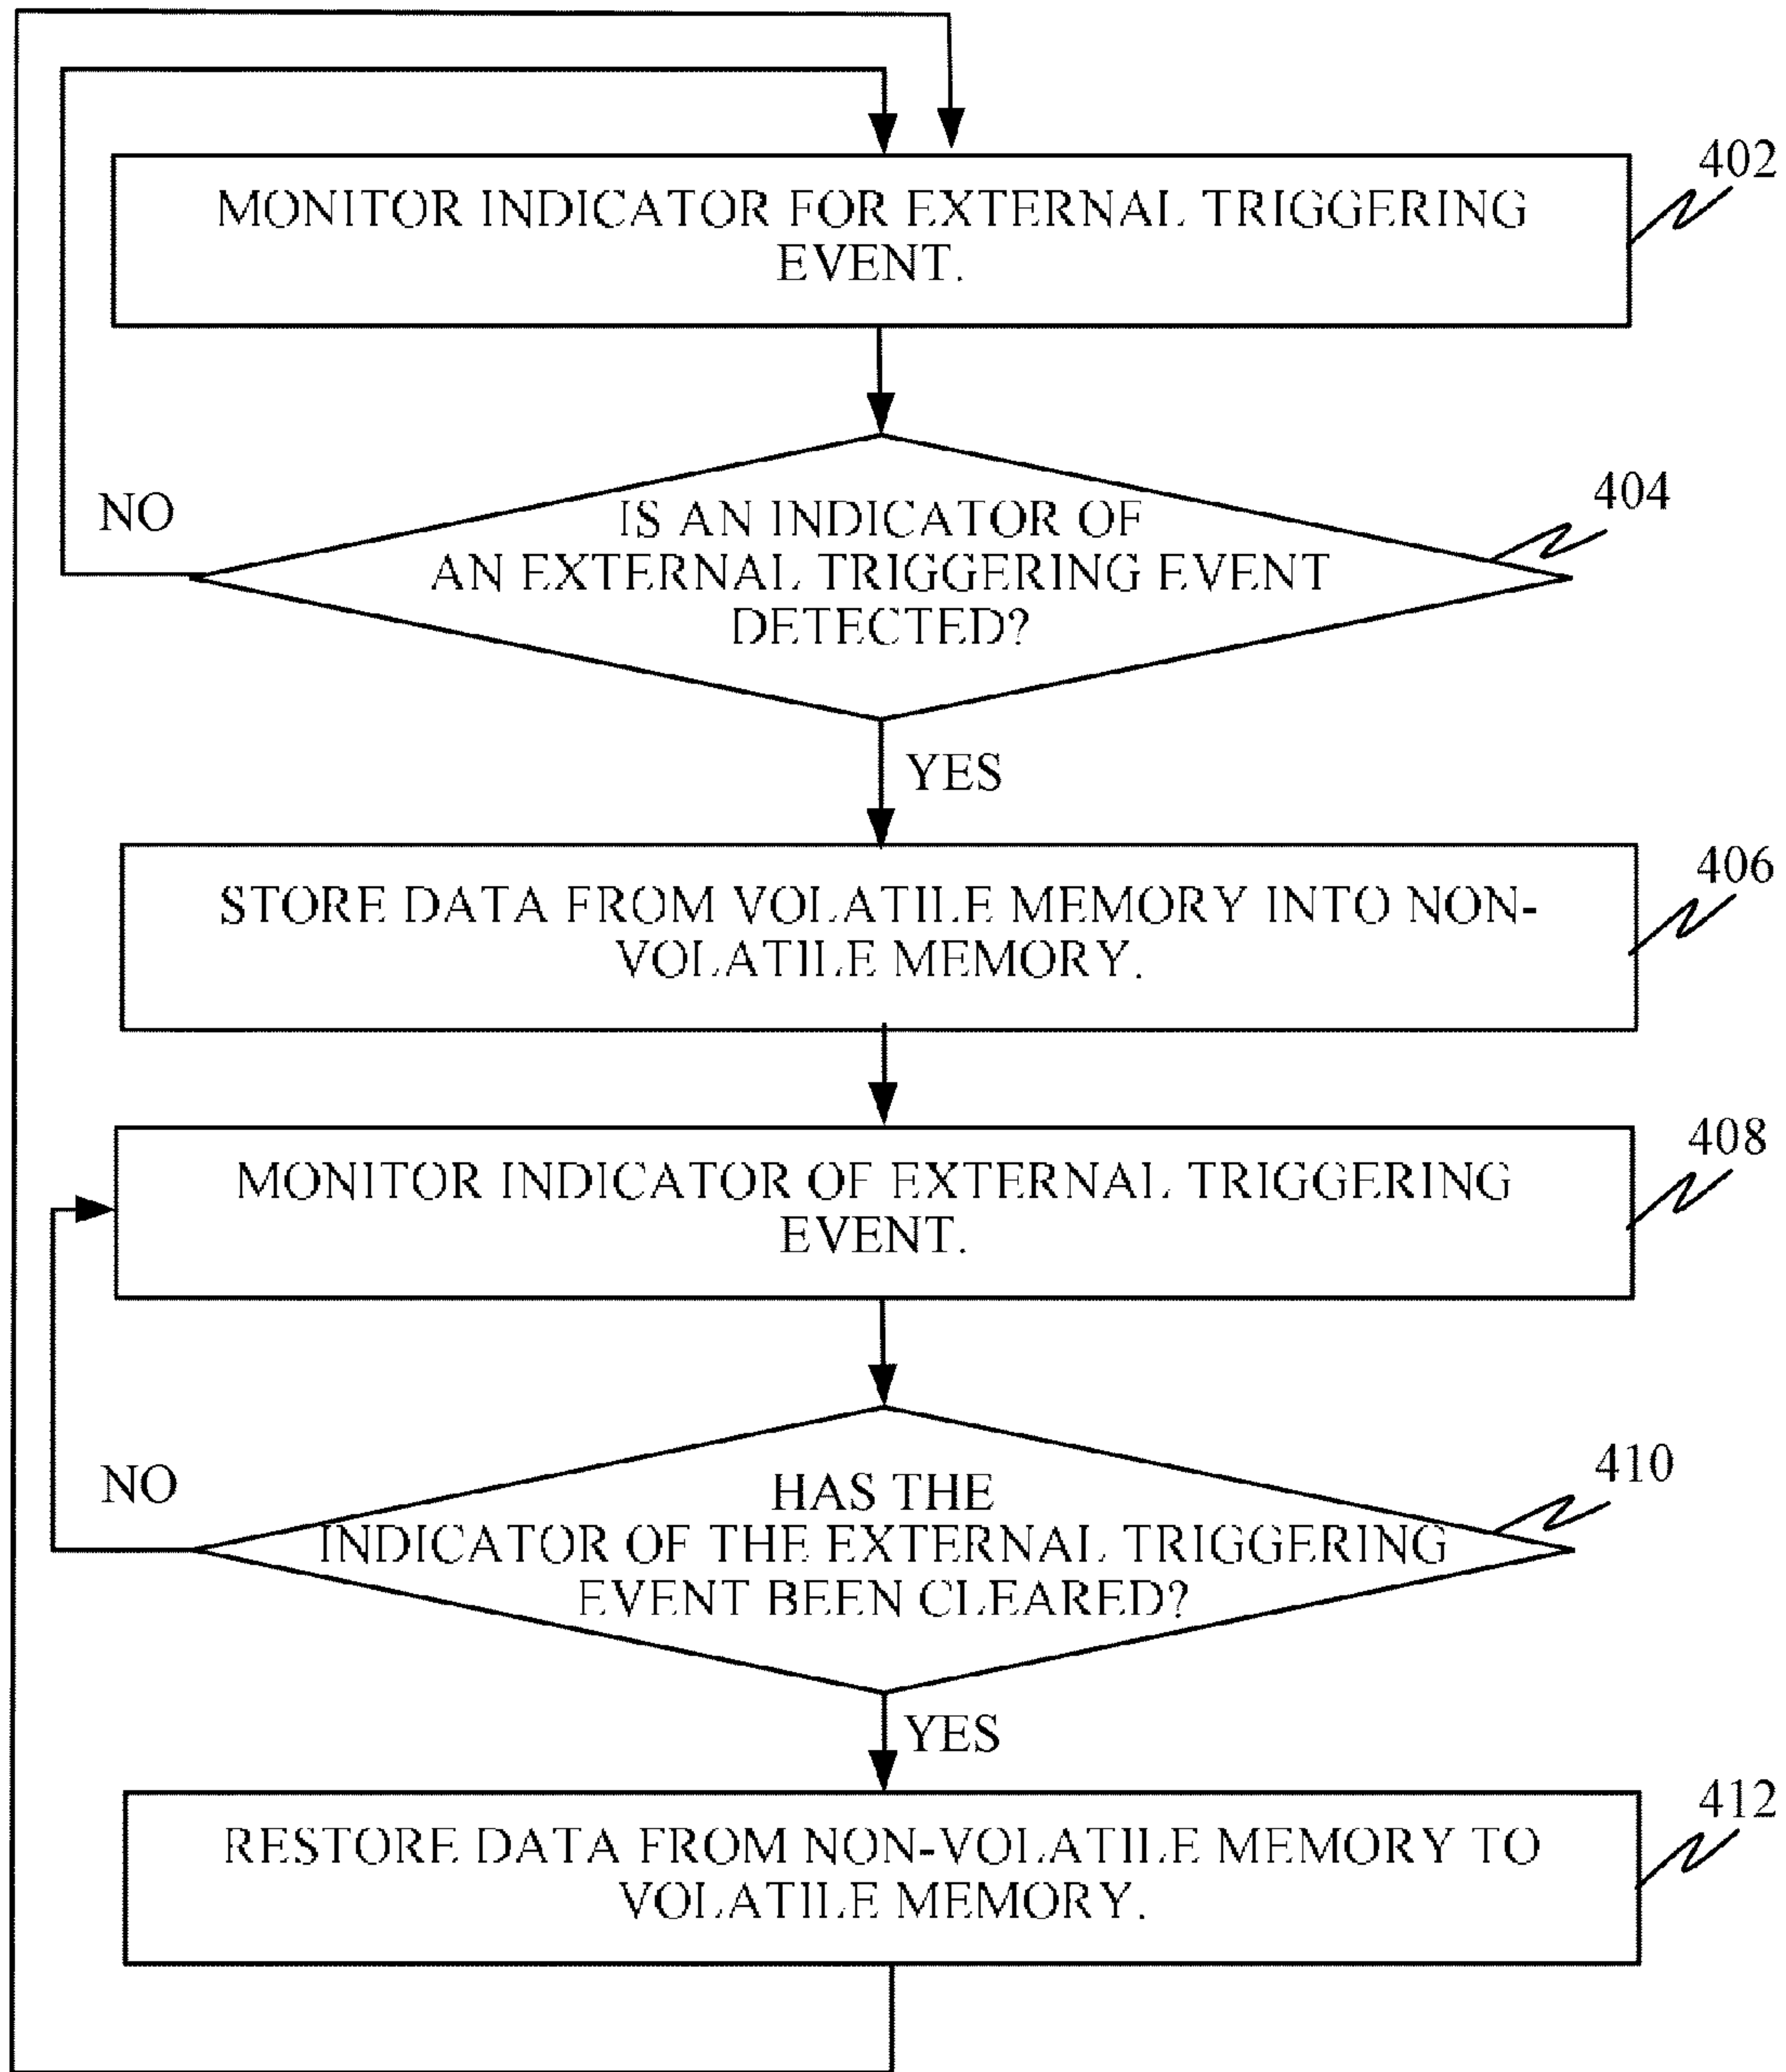 402
MONITOR INDICATOR FOR EXTERNAL TRIGGERING
EVENT.
404
NO
IS AN INDICATOR OF
AN EXTERNAL TRIGGERING EVENT
DETECTED?
YES
406
STORE DATA FROM VOLATILE MEMORY INTO NON-
VOLATILE MEMORY.
408
MONITOR INDICATOR OF EXTERNAL TRIGGERING
EVENT.
410
NO
HAS THE
INDICATOR OF THE EXTERNAL TRIGGERING
EVENT BEEN CLEARED?
YES
412
RESTORE DATA FROM NON-VOLATILE MEMORY TO
VOLATILE MEMORY.